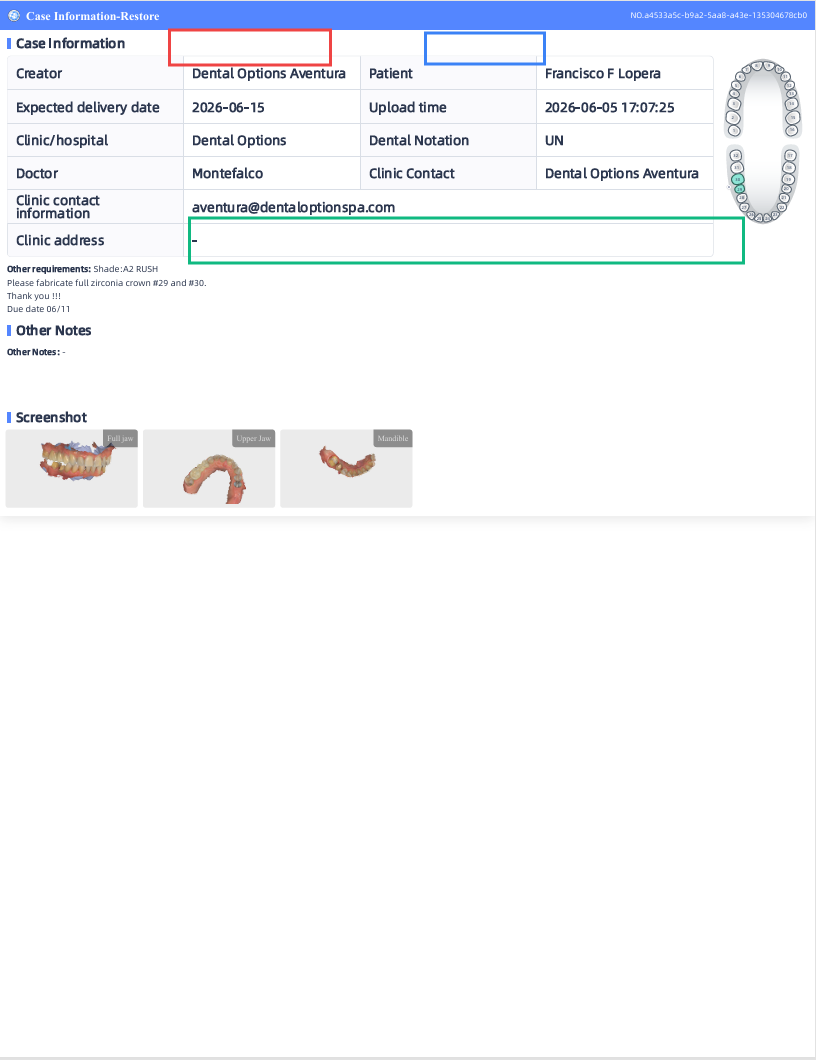 Case Information-Restore
NO.a4533a5c-b9a2-5aa8-a43e-135304678cb0
Case Information
Creator
Dental Options Aventura
Patient
Francisco F Lopera
Expected delivery date
2026-06-15
Upload time
2026-06-05 17:07:25
Clinic/hospital
Dental Options
Dental Notation
UN
Doctor
Montefalco
Clinic Contact
Dental Options Aventura
Clinic contact
information
aventura@dentaloptionspa.com
Clinic address
-
Other requirements: Shade:A2 RUSH
Please fabricate full zirconia crown #29 and #30.
Thank you !!!
Due date 06/11
Other Notes
Other Notes : -
Screenshot
Full jaw
Upper Jaw
Mandible